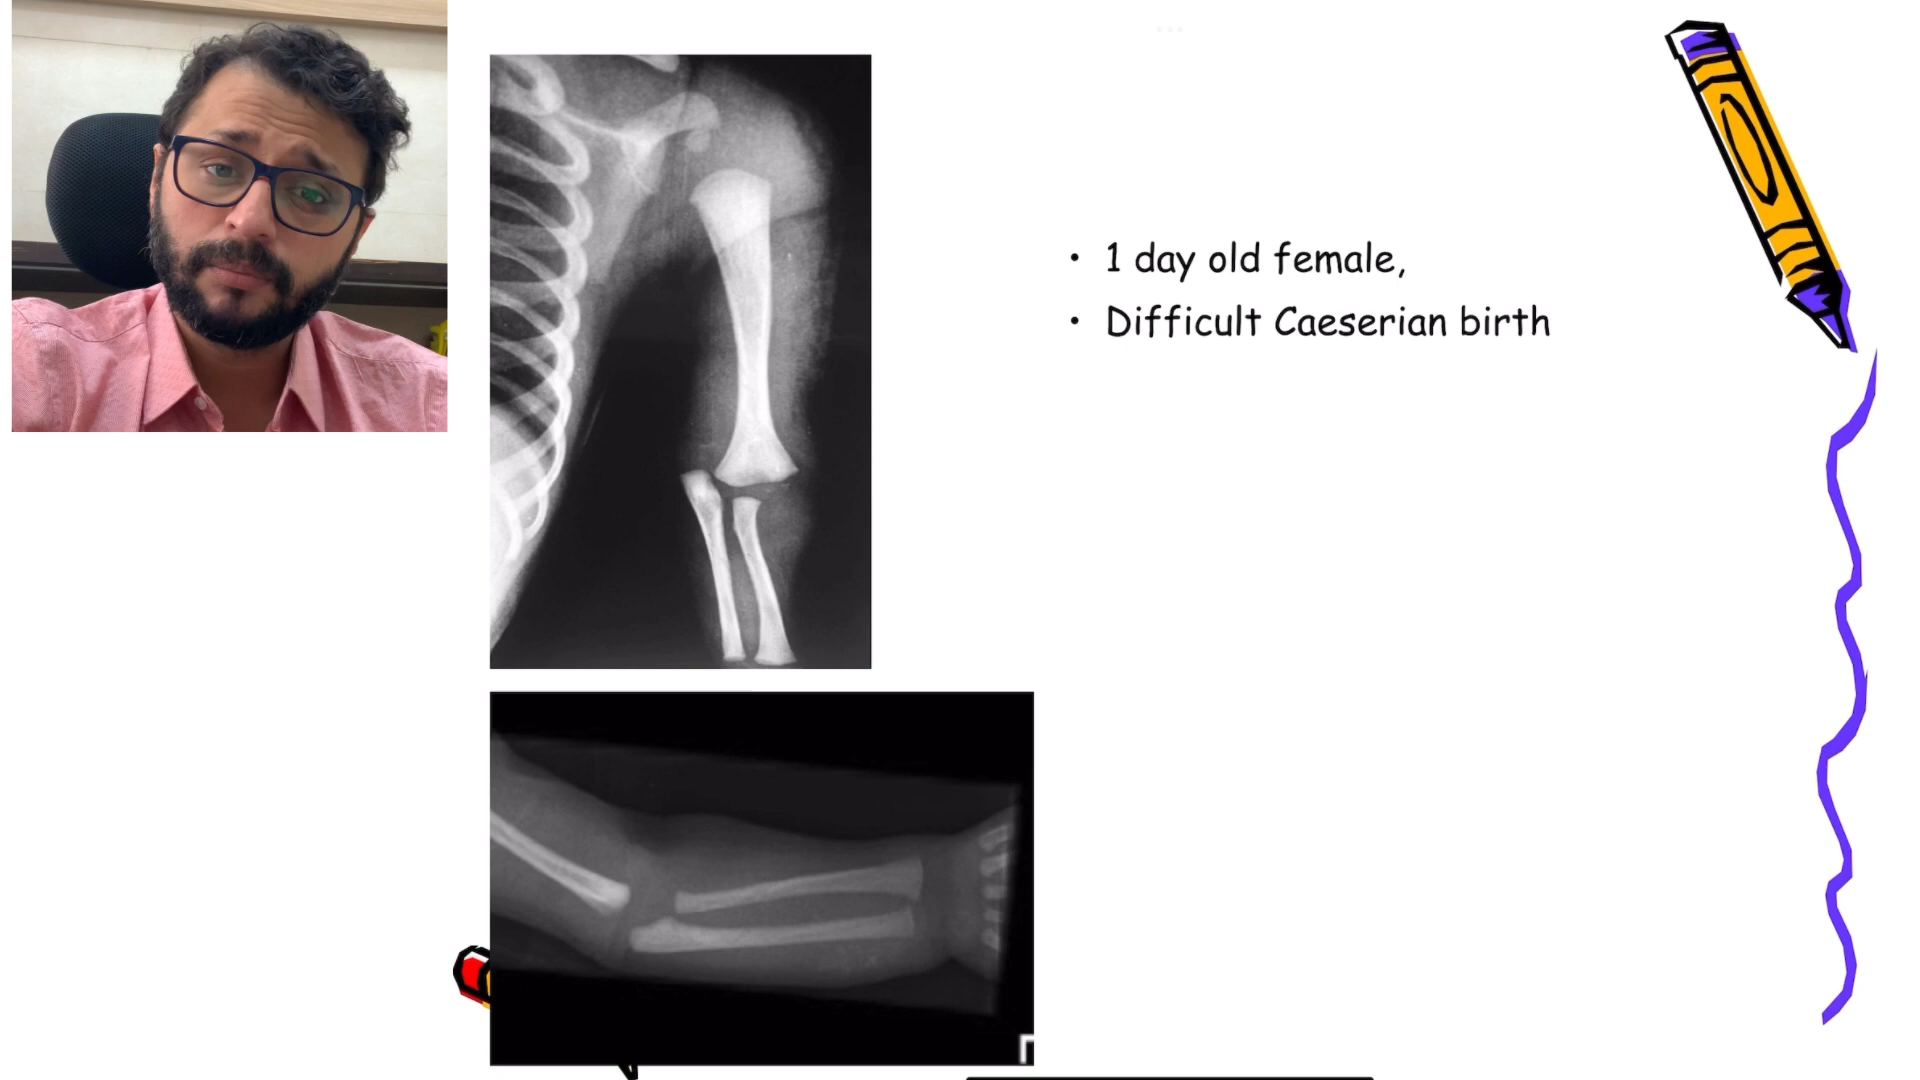 • 1 day old female,
• Difficult Caeserian birth